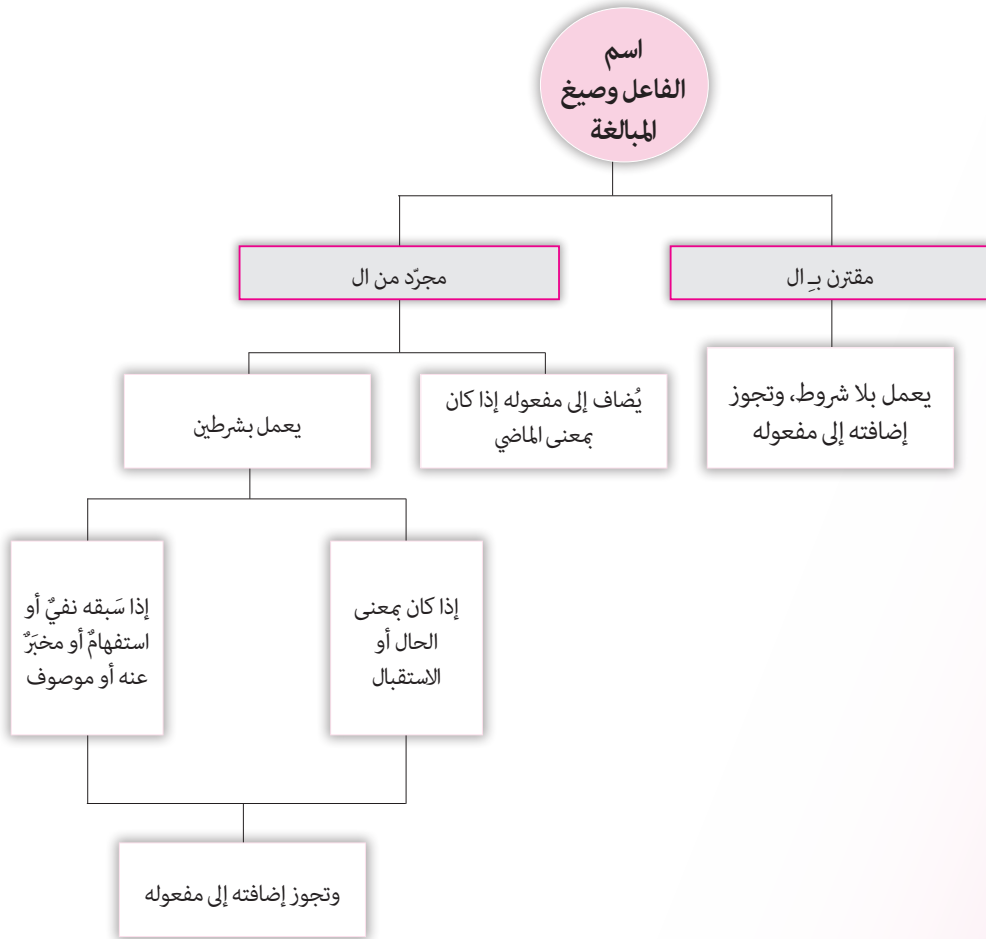 اسم
الفاعل وصيغ
المبالغة
مقترن بـِ ال
مجرّد من ال
يعمل بلا شروط، وتجوز
إضافته إلى مفعوله
يُضاف إلى مفعوله إذا كان
بمعنى الماضي
يعمل بشرطين
إذا كان بمعنى
الحال أو
الاستقبال
إذا سَبقه نفيٌ أو
استفهامٌ أو مخبَرٌ
عنه أو موصوف
وتجوز إضافته إلى مفعوله